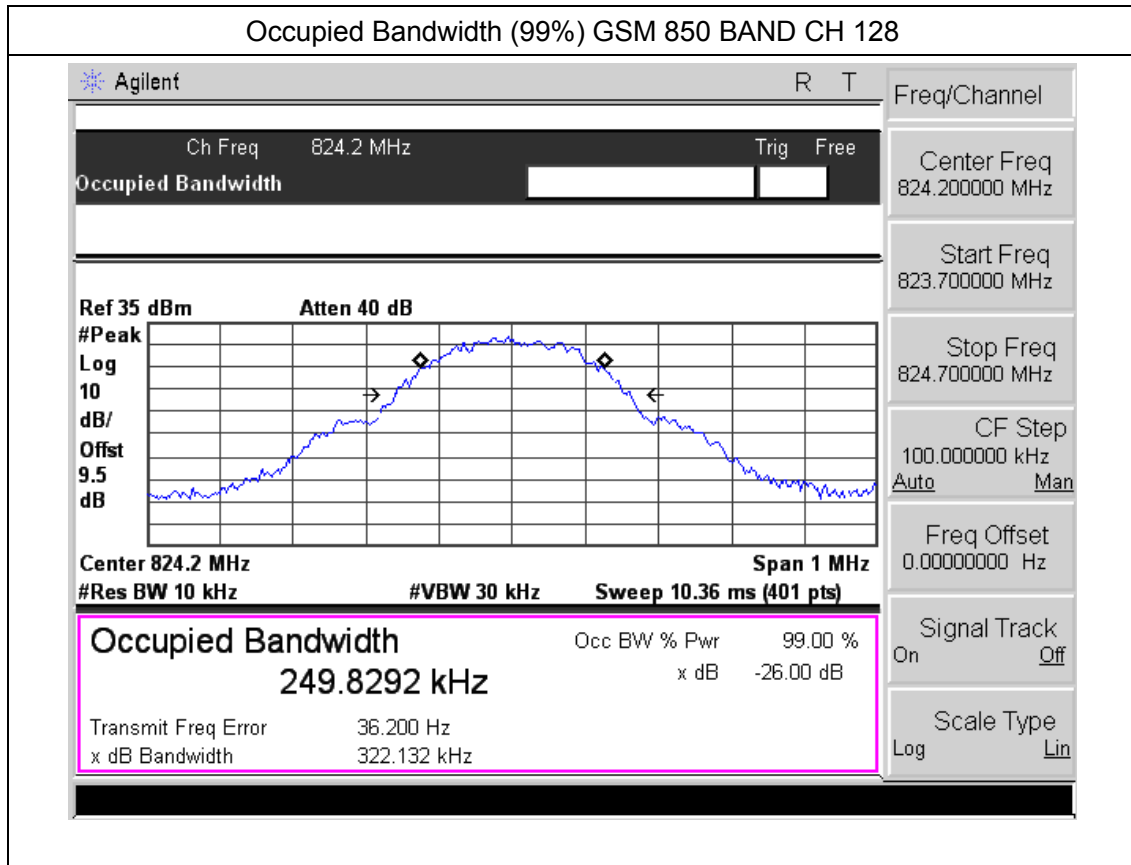 Occupied Bandwidth (99%) GSM 850 BAND CH 128
Agilent R T
Ch Freq 824.2 MHz Trig Free
Occupied Bandwidth
Ref 35 dBm Atten 40 dB
#Peak
Log
10
dB/
Offst
9.5
dB
Center 824.2 MHz Span 1 MHz
#Res BW 10 kHz #VBW 30 kHz Sweep 10.36 ms (401 pts)
Occupied Bandwidth Occ BW % Pwr 99.00 %
249.8292 kHz x dB -26.00 dB
Transmit Freq Error 36.200 Hz
x dB Bandwidth 322.132 kHz
Freq/Channel
Center Freq
824.200000 MHz
Start Freq
823.700000 MHz
Stop Freq
824.700000 MHz
CF Step
100.000000 kHz
Auto Man
Freq Offset
0.00000000 Hz
Signal Track
On Off
Scale Type
Log Lin